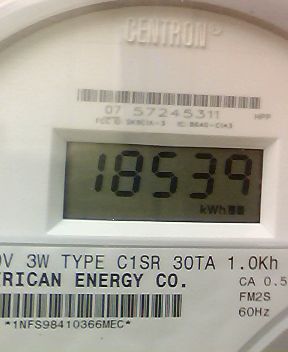 CENTRON®
07 57245311
HPP
18539
kWh
V 3W TYPE C1SR 30TA 1.0Kh
RICAN ENERGY CO.
CA 0.5
FM2S
60Hz
*1NFS98410366MEC*